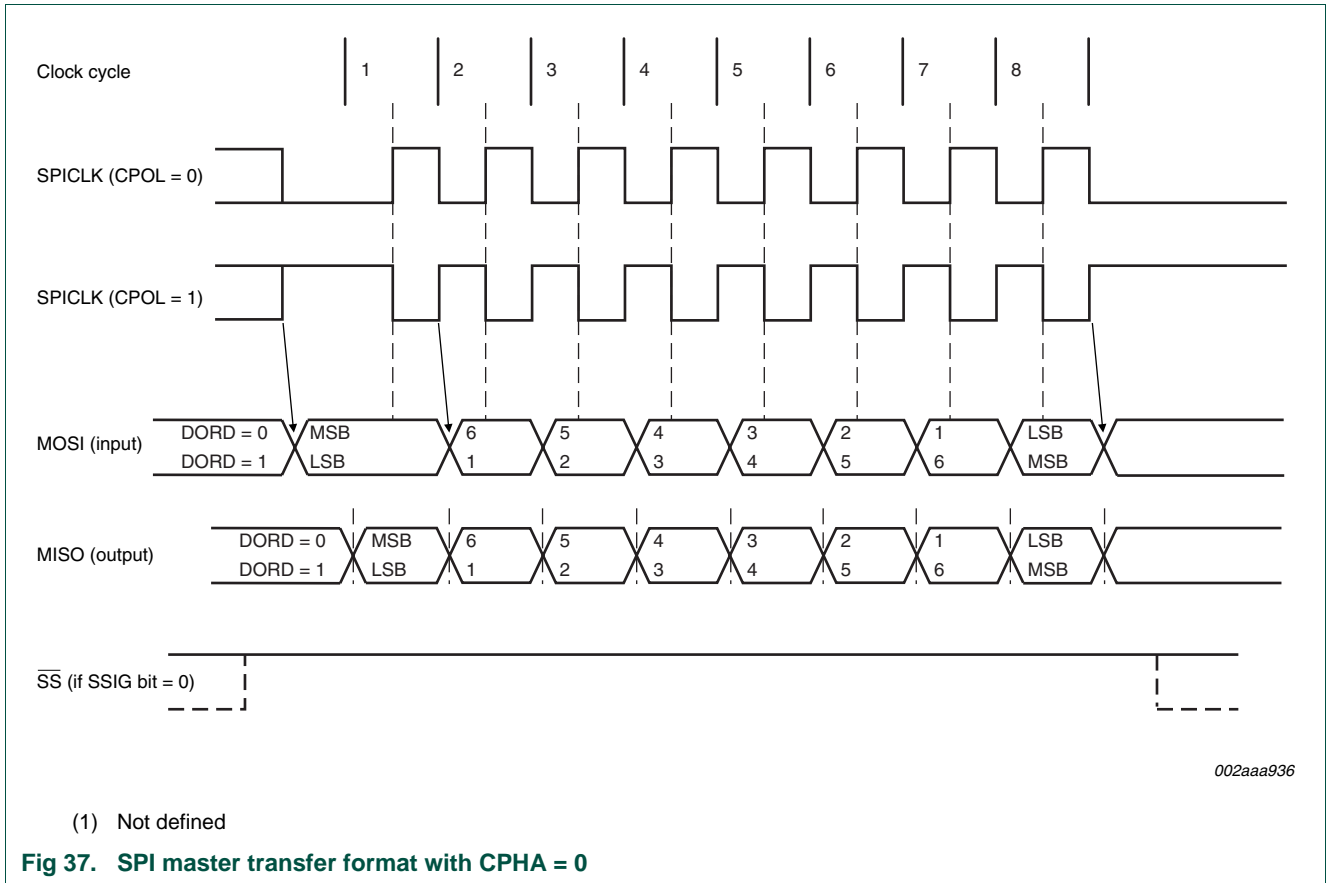 Clock cycle 1 2 3 4 5 6 7 8
SPICLK (CPOL = 0)
SPICLK (CPOL = 1)
MOSI (input) DORD = 0 MSB 6 5 4 3 2 1 LSB
DORD = 1 LSB 1 2 3 4 5 6 MSB
MISO (output) DORD = 0 MSB 6 5 4 3 2 1 LSB
DORD = 1 LSB 1 2 3 4 5 6 MSB
S̅S̅ (if SSIG bit = 0)
002aaa936
(1) Not defined
Fig 37. SPI master transfer format with CPHA = 0